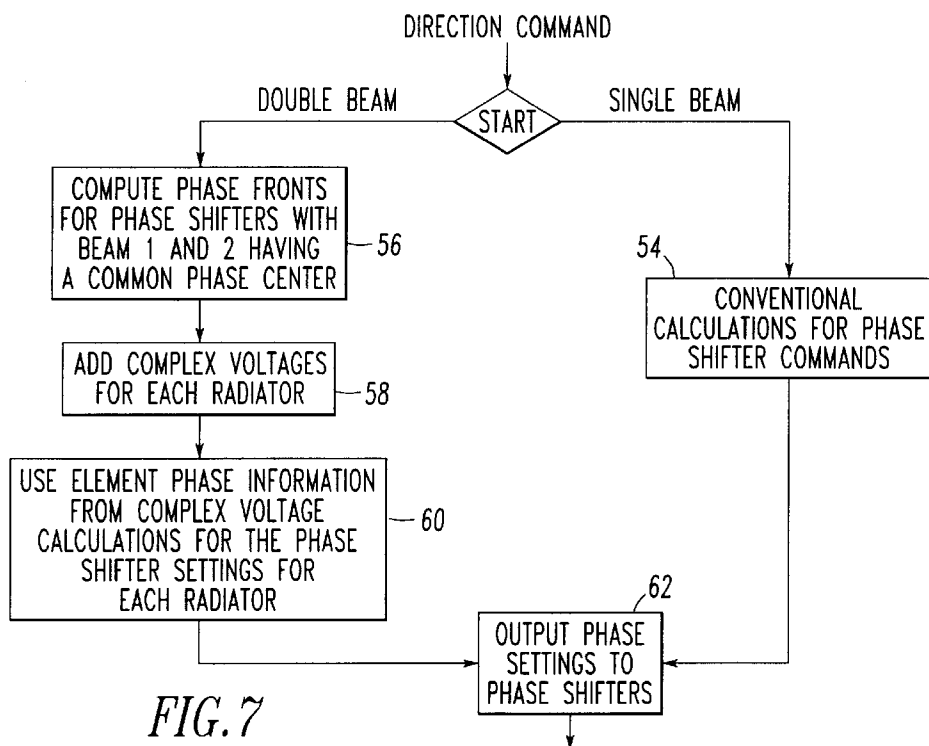 DIRECTION COMMAND
DOUBLE BEAM
START
SINGLE BEAM
COMPUTE PHASE FRONTS
FOR PHASE SHIFTERS WITH
BEAM 1 AND 2 HAVING
A COMMON PHASE CENTER
56
54
CONVENTIONAL
CALCULATIONS FOR PHASE
SHIFTER COMMANDS
ADD COMPLEX VOLTAGES
FOR EACH RADIATOR
58
USE ELEMENT PHASE INFORMATION
FROM COMPLEX VOLTAGE
CALCULATIONS FOR THE PHASE
SHIFTER SETTINGS FOR
EACH RADIATOR
60
62
OUTPUT PHASE
SETTINGS TO
PHASE SHIFTERS
FIG.7